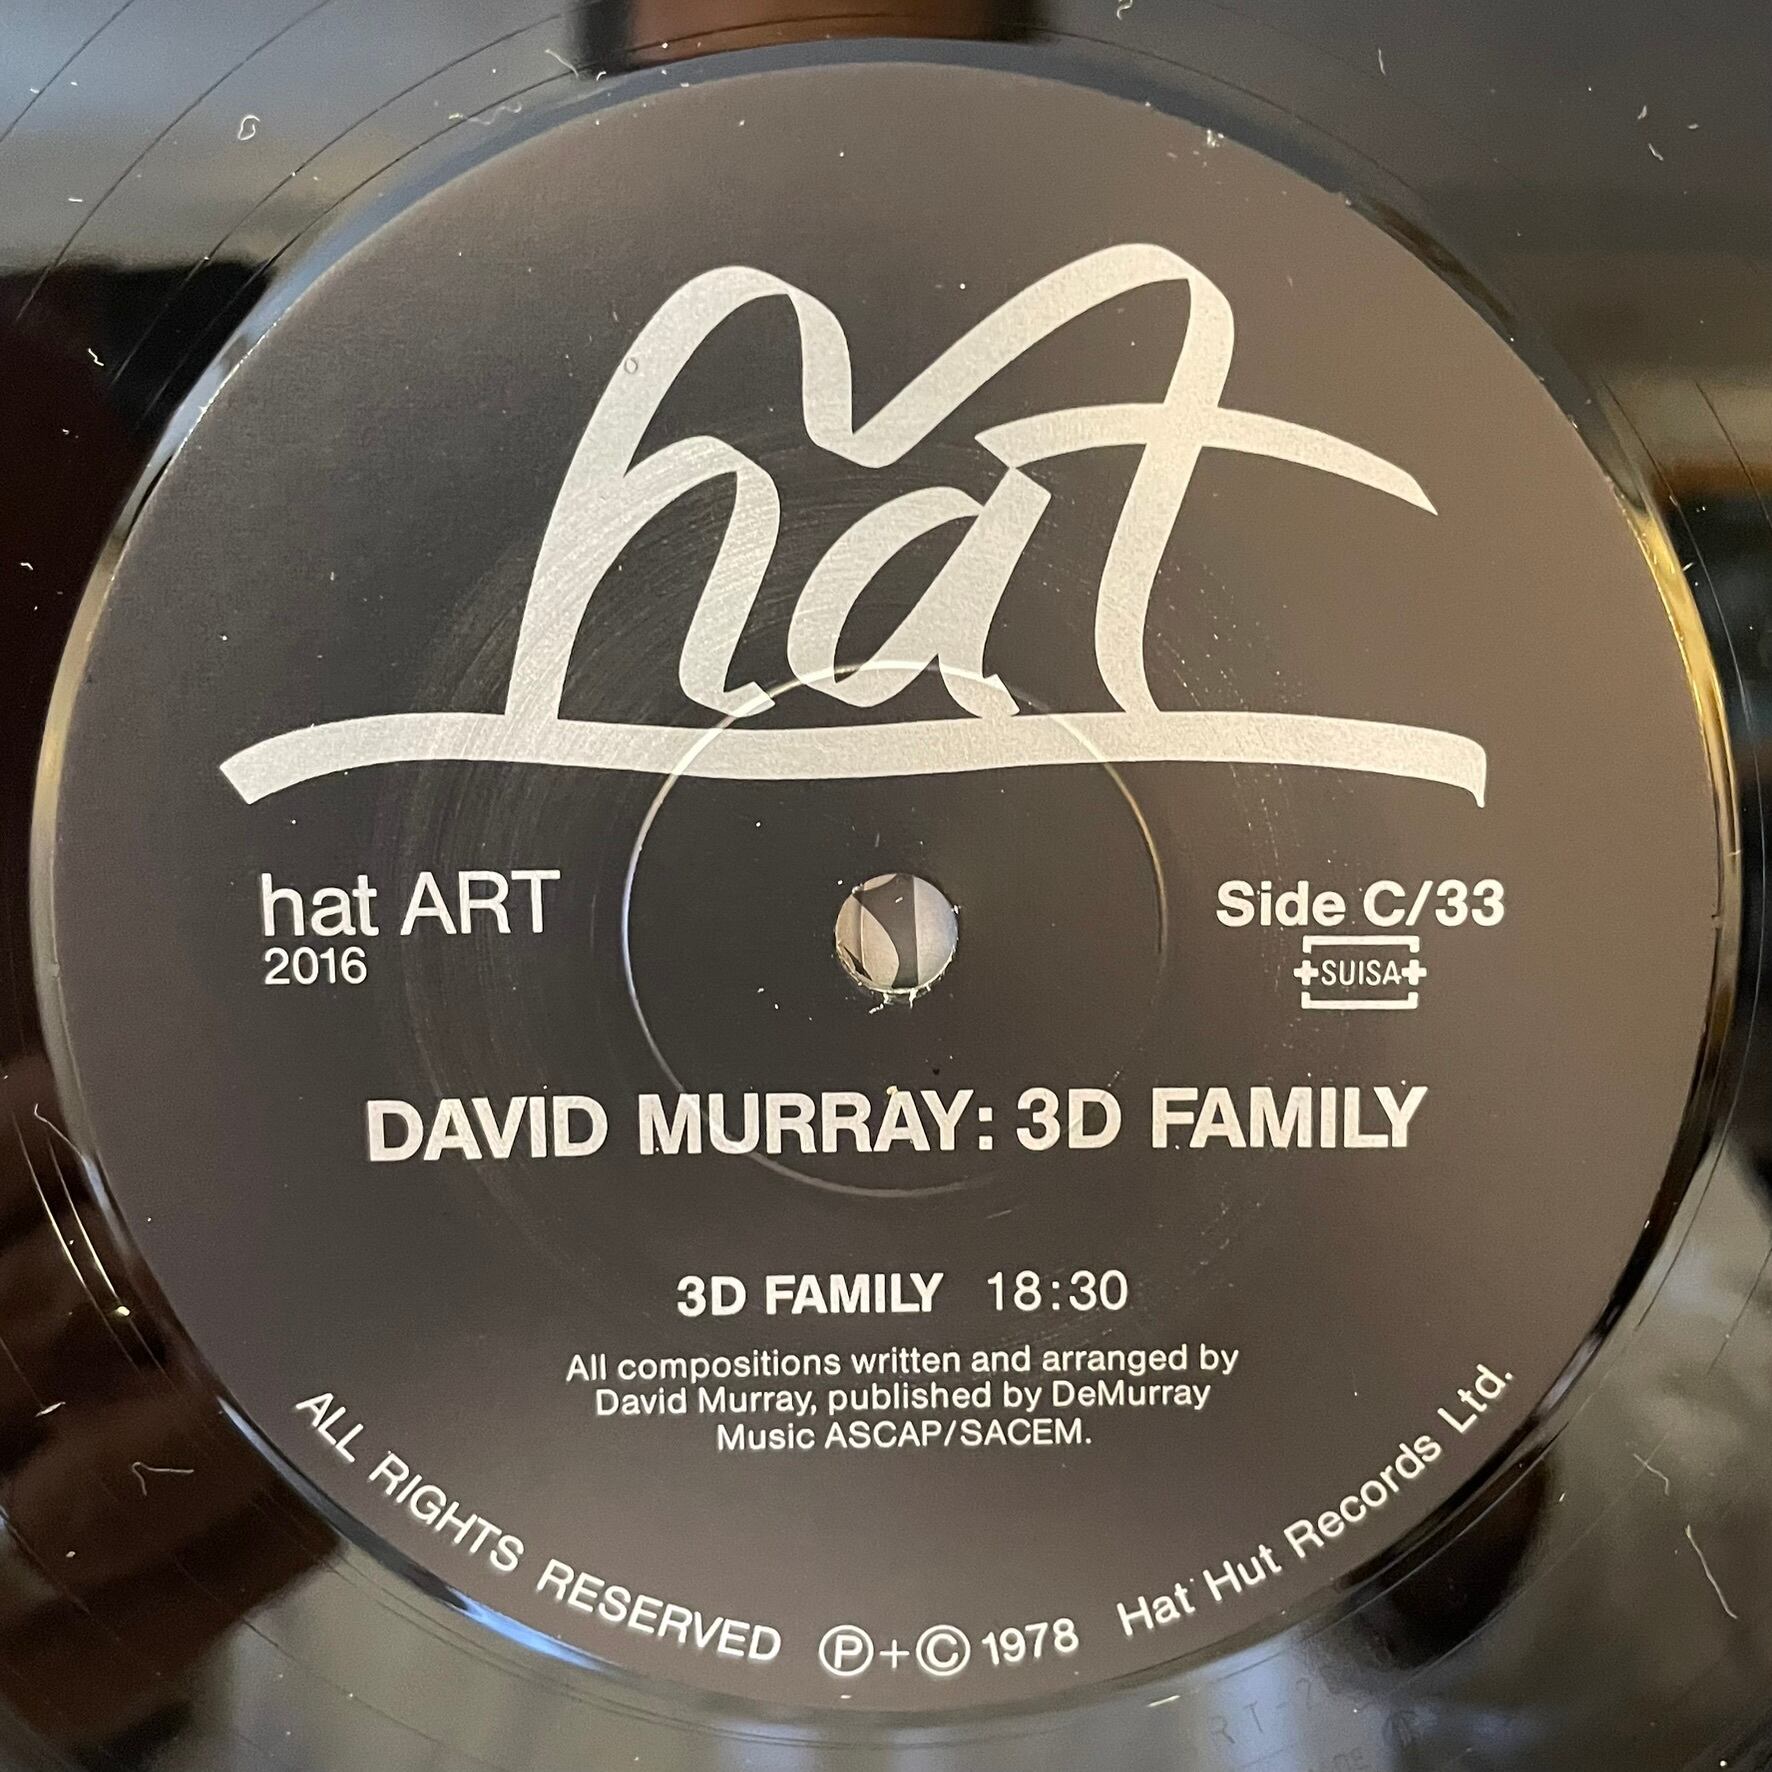 hat
hat ART
2016
Side C/33
SUISA
DAVID MURRAY: 3D FAMILY
3D FAMILY 18:30
All compositions written and arranged by
David Murray, published by DeMurray
Music ASCAP/SACEM.
ALL RIGHTS RESERVED Ⓟ+© 1978 Hat Hut Records Ltd.